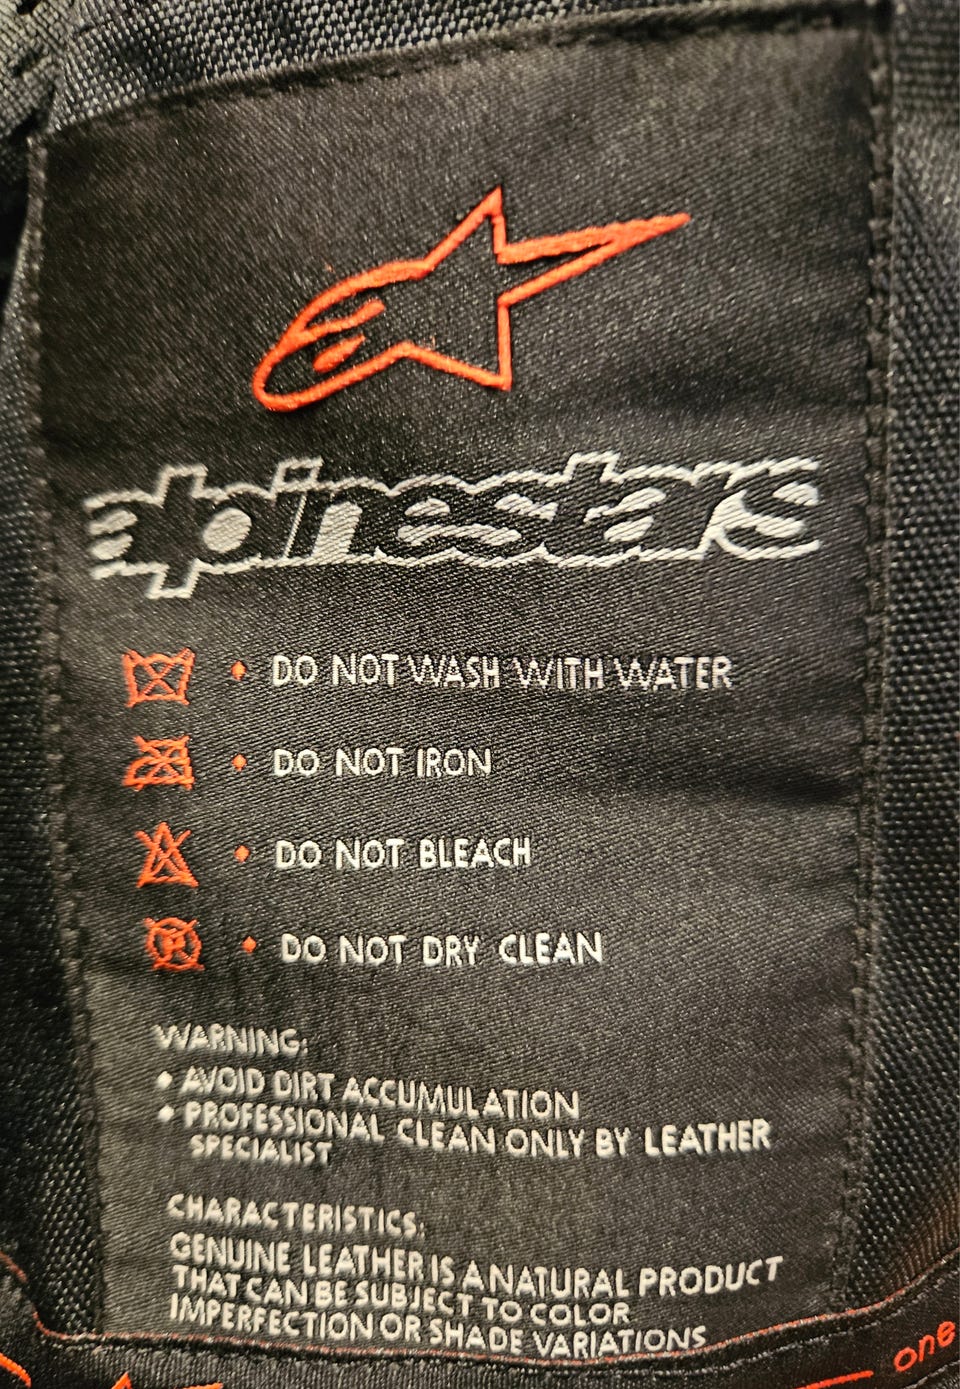 alpinestars
• DO NOT WASH WITH WATER
• DO NOT IRON
• DO NOT BLEACH
• DO NOT DRY CLEAN
WARNING:
• AVOID DIRT ACCUMULATION
• PROFESSIONAL CLEAN ONLY BY LEATHER
SPECIALIST
CHARACTERISTICS:
GENUINE LEATHER IS A NATURAL PRODUCT
THAT CAN BE SUBJECT TO COLOR
IMPERFECTION OR SHADE VARIATIONS
one